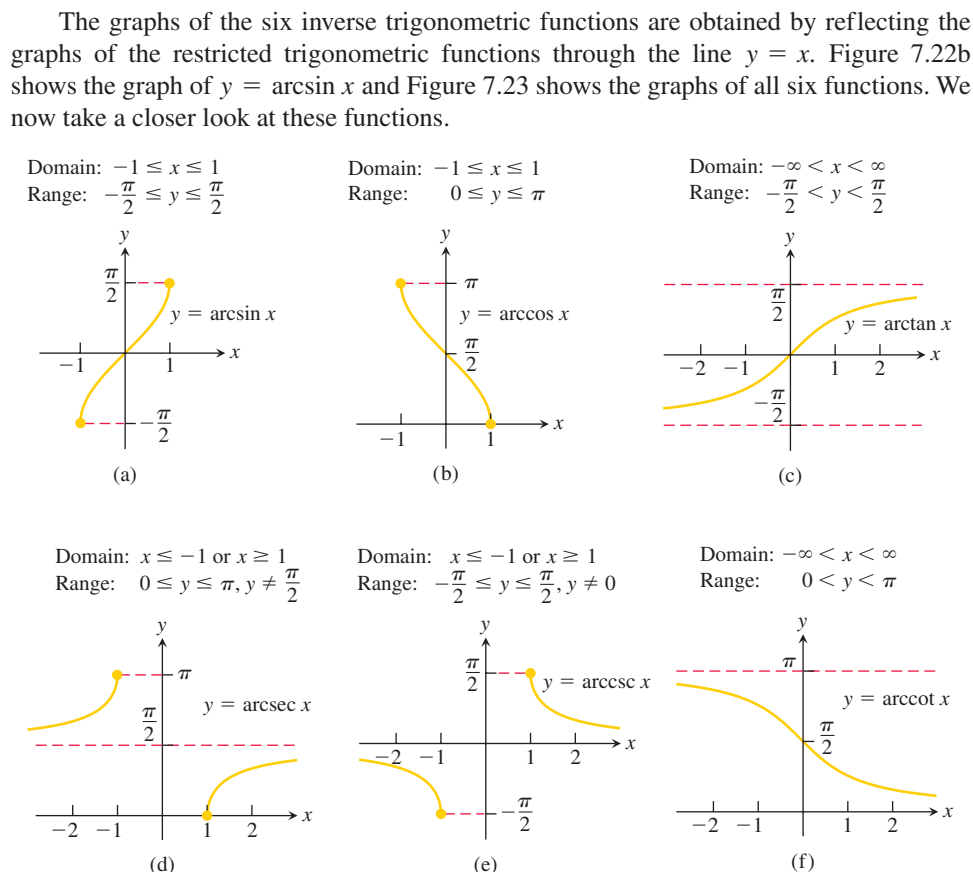 The graphs of the six inverse trigonometric functions are obtained by reflecting the
graphs of the restricted trigonometric functions through the line y = x. Figure 7.22b
shows the graph of y = arcsin x and Figure 7.23 shows the graphs of all six functions. We
now take a closer look at these functions.
Domain: −1 ≤ x ≤ 1
Range: −π/2 ≤ y ≤ π/2
y
π/2
y = arcsin x
−1
1
x
−π/2
(a)
Domain: −1 ≤ x ≤ 1
Range: 0 ≤ y ≤ π
y
π
y = arccos x
π/2
−1
1
x
(b)
Domain: −∞ < x < ∞
Range: −π/2 < y < π/2
y
π/2
y = arctan x
−2 −1 1 2
x
−π/2
(c)
Domain: x ≤ −1 or x ≥ 1
Range: 0 ≤ y ≤ π, y ≠ π/2
y
π
y = arcsec x
π/2
−2 −1 1 2
x
(d)
Domain: x ≤ −1 or x ≥ 1
Range: −π/2 ≤ y ≤ π/2, y ≠ 0
y
π/2
y = arccsc x
−2 −1 1 2
x
−π/2
(e)
Domain: −∞ < x < ∞
Range: 0 < y < π
y
π
y = arccot x
π/2
−2 −1 1 2
x
(f)